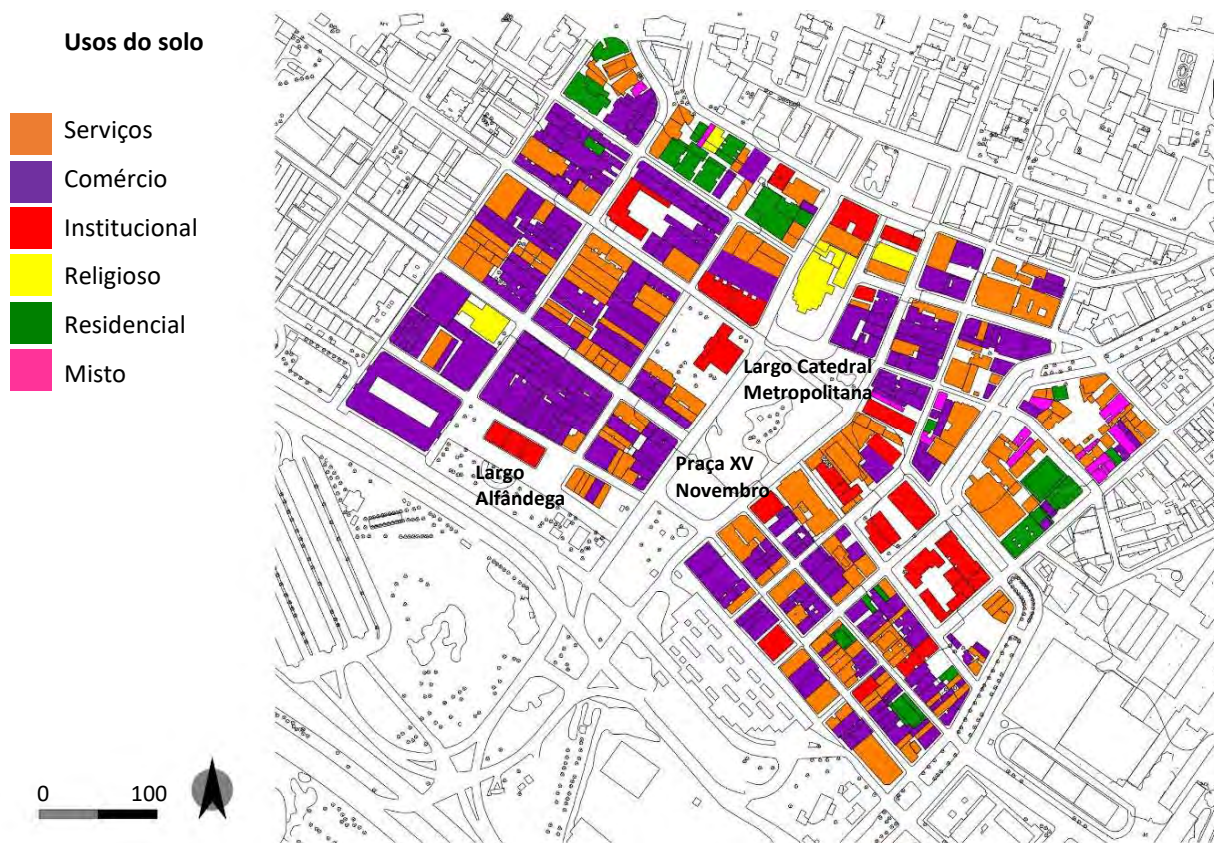 Usos do solo
Serviços
Comércio
Institucional
Religioso
Residencial
Misto
Largo Catedral
Metropolitana
Praça XV
Novembro
Largo
Alfândega
0 100